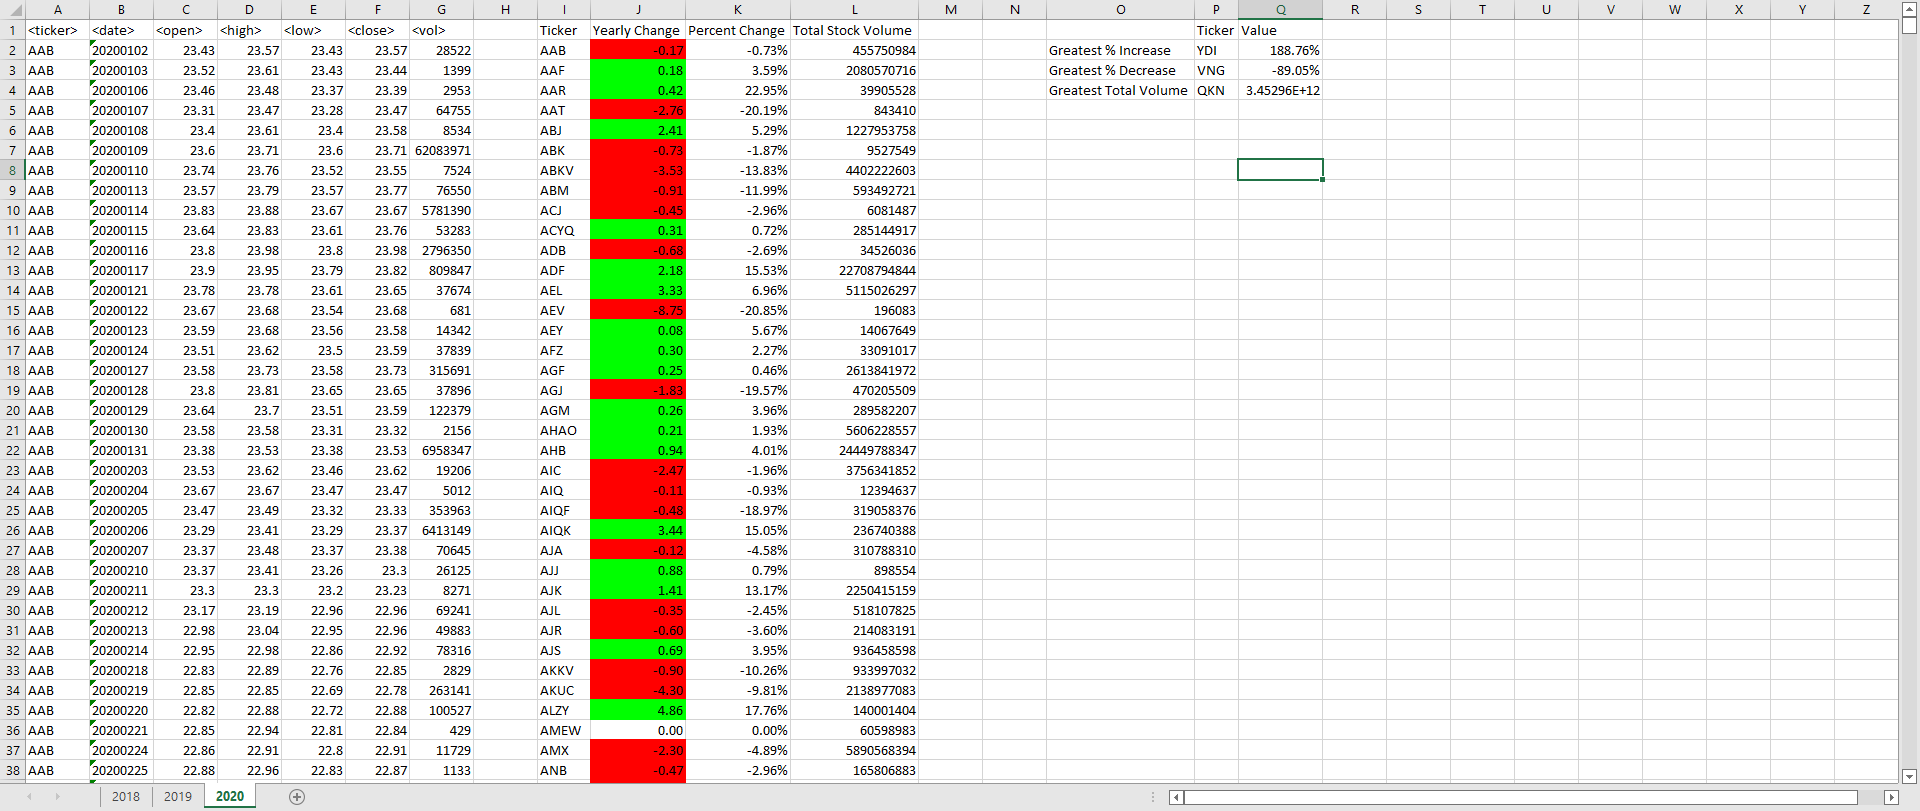 A B C D E F G H I J K L M N O P Q R S T U V W X Y Z
1 <ticker> <date> <open> <high> <low> <close> <vol> Ticker Yearly Change Percent Change Total Stock Volume Ticker Value
2 AAB 20200102 23.43 23.57 23.43 23.57 28522 AAB -0.17 -0.73% 455750984 Greatest % Increase YDI 188.76%
3 AAB 20200103 23.52 23.61 23.43 23.44 1399 AAF 0.18 3.59% 2080570716 Greatest % Decrease VNG -89.05%
4 AAB 20200106 23.46 23.48 23.37 23.39 2953 AAR 0.42 22.95% 39905528 Greatest Total Volume QKN 3.45296E+12
5 AAB 20200107 23.31 23.47 23.28 23.47 64755 AAT -2.76 -20.19% 843410
6 AAB 20200108 23.4 23.61 23.4 23.58 8534 ABJ 2.41 5.29% 1227953758
7 AAB 20200109 23.6 23.71 23.6 23.71 62083971 ABK -0.73 -1.87% 9527549
8 AAB 20200110 23.74 23.76 23.52 23.55 7524 ABKV -3.53 -13.83% 4402222603
9 AAB 20200113 23.57 23.79 23.57 23.77 76550 ABM -0.91 -11.99% 593492721
10 AAB 20200114 23.83 23.88 23.67 23.67 5781390 ACJ -0.45 -2.96% 6081487
11 AAB 20200115 23.64 23.83 23.61 23.76 53283 ACYQ 0.31 0.72% 285144917
12 AAB 20200116 23.8 23.98 23.8 23.98 2796350 ADB -0.68 -2.69% 34526036
13 AAB 20200117 23.9 23.95 23.79 23.82 809847 ADF 2.18 15.53% 22708794844
14 AAB 20200121 23.78 23.78 23.61 23.65 37674 AEL 3.33 6.96% 5115026297
15 AAB 20200122 23.67 23.68 23.54 23.68 681 AEV -8.75 -20.85% 196083
16 AAB 20200123 23.59 23.68 23.56 23.58 14342 AEY 0.08 5.67% 14067649
17 AAB 20200124 23.51 23.62 23.5 23.59 37839 AFZ 0.30 2.27% 33091017
18 AAB 20200127 23.58 23.73 23.58 23.73 315691 AGF 0.25 0.46% 2613841972
19 AAB 20200128 23.8 23.81 23.65 23.65 37896 AGJ -1.83 -19.57% 470205509
20 AAB 20200129 23.64 23.7 23.51 23.59 122379 AGM 0.26 3.96% 289582207
21 AAB 20200130 23.58 23.58 23.31 23.32 2156 AHAO 0.21 1.93% 5606228557
22 AAB 20200131 23.38 23.53 23.38 23.53 6958347 AHB 0.94 4.01% 24449788347
23 AAB 20200203 23.53 23.62 23.46 23.62 19206 AIC -2.47 -1.96% 3756341852
24 AAB 20200204 23.67 23.67 23.47 23.47 5012 AIQ -0.11 -0.93% 12394637
25 AAB 20200205 23.47 23.49 23.32 23.33 353963 AIQF -0.48 -18.97% 319058376
26 AAB 20200206 23.29 23.41 23.29 23.37 6413149 AIQK 3.44 15.05% 236740388
27 AAB 20200207 23.37 23.48 23.37 23.38 70645 AJA -0.12 -4.58% 310788310
28 AAB 20200210 23.37 23.41 23.26 23.3 26125 AJJ 0.88 0.79% 898554
29 AAB 20200211 23.3 23.3 23.2 23.23 8271 AJK 1.41 13.17% 2250415159
30 AAB 20200212 23.17 23.19 22.96 22.96 69241 AJL -0.35 -2.45% 518107825
31 AAB 20200213 22.98 23.04 22.95 22.96 49883 AJR -0.60 -3.60% 214083191
32 AAB 20200214 22.95 22.98 22.86 22.92 78316 AJS 0.69 3.95% 936458598
33 AAB 20200218 22.83 22.89 22.76 22.85 2829 AKKV -0.90 -10.26% 933997032
34 AAB 20200219 22.85 22.85 22.69 22.78 263141 AKUC -4.30 -9.81% 2138977083
35 AAB 20200220 22.82 22.88 22.72 22.88 100527 ALZY 4.86 17.76% 140001404
36 AAB 20200221 22.85 22.94 22.81 22.84 429 AMEW 0.00 0.00% 60598983
37 AAB 20200224 22.86 22.91 22.8 22.91 11729 AMX -2.30 -4.89% 5890568394
38 AAB 20200225 22.88 22.96 22.83 22.87 1133 ANB -0.47 -2.96% 165806883
2018 2019 2020